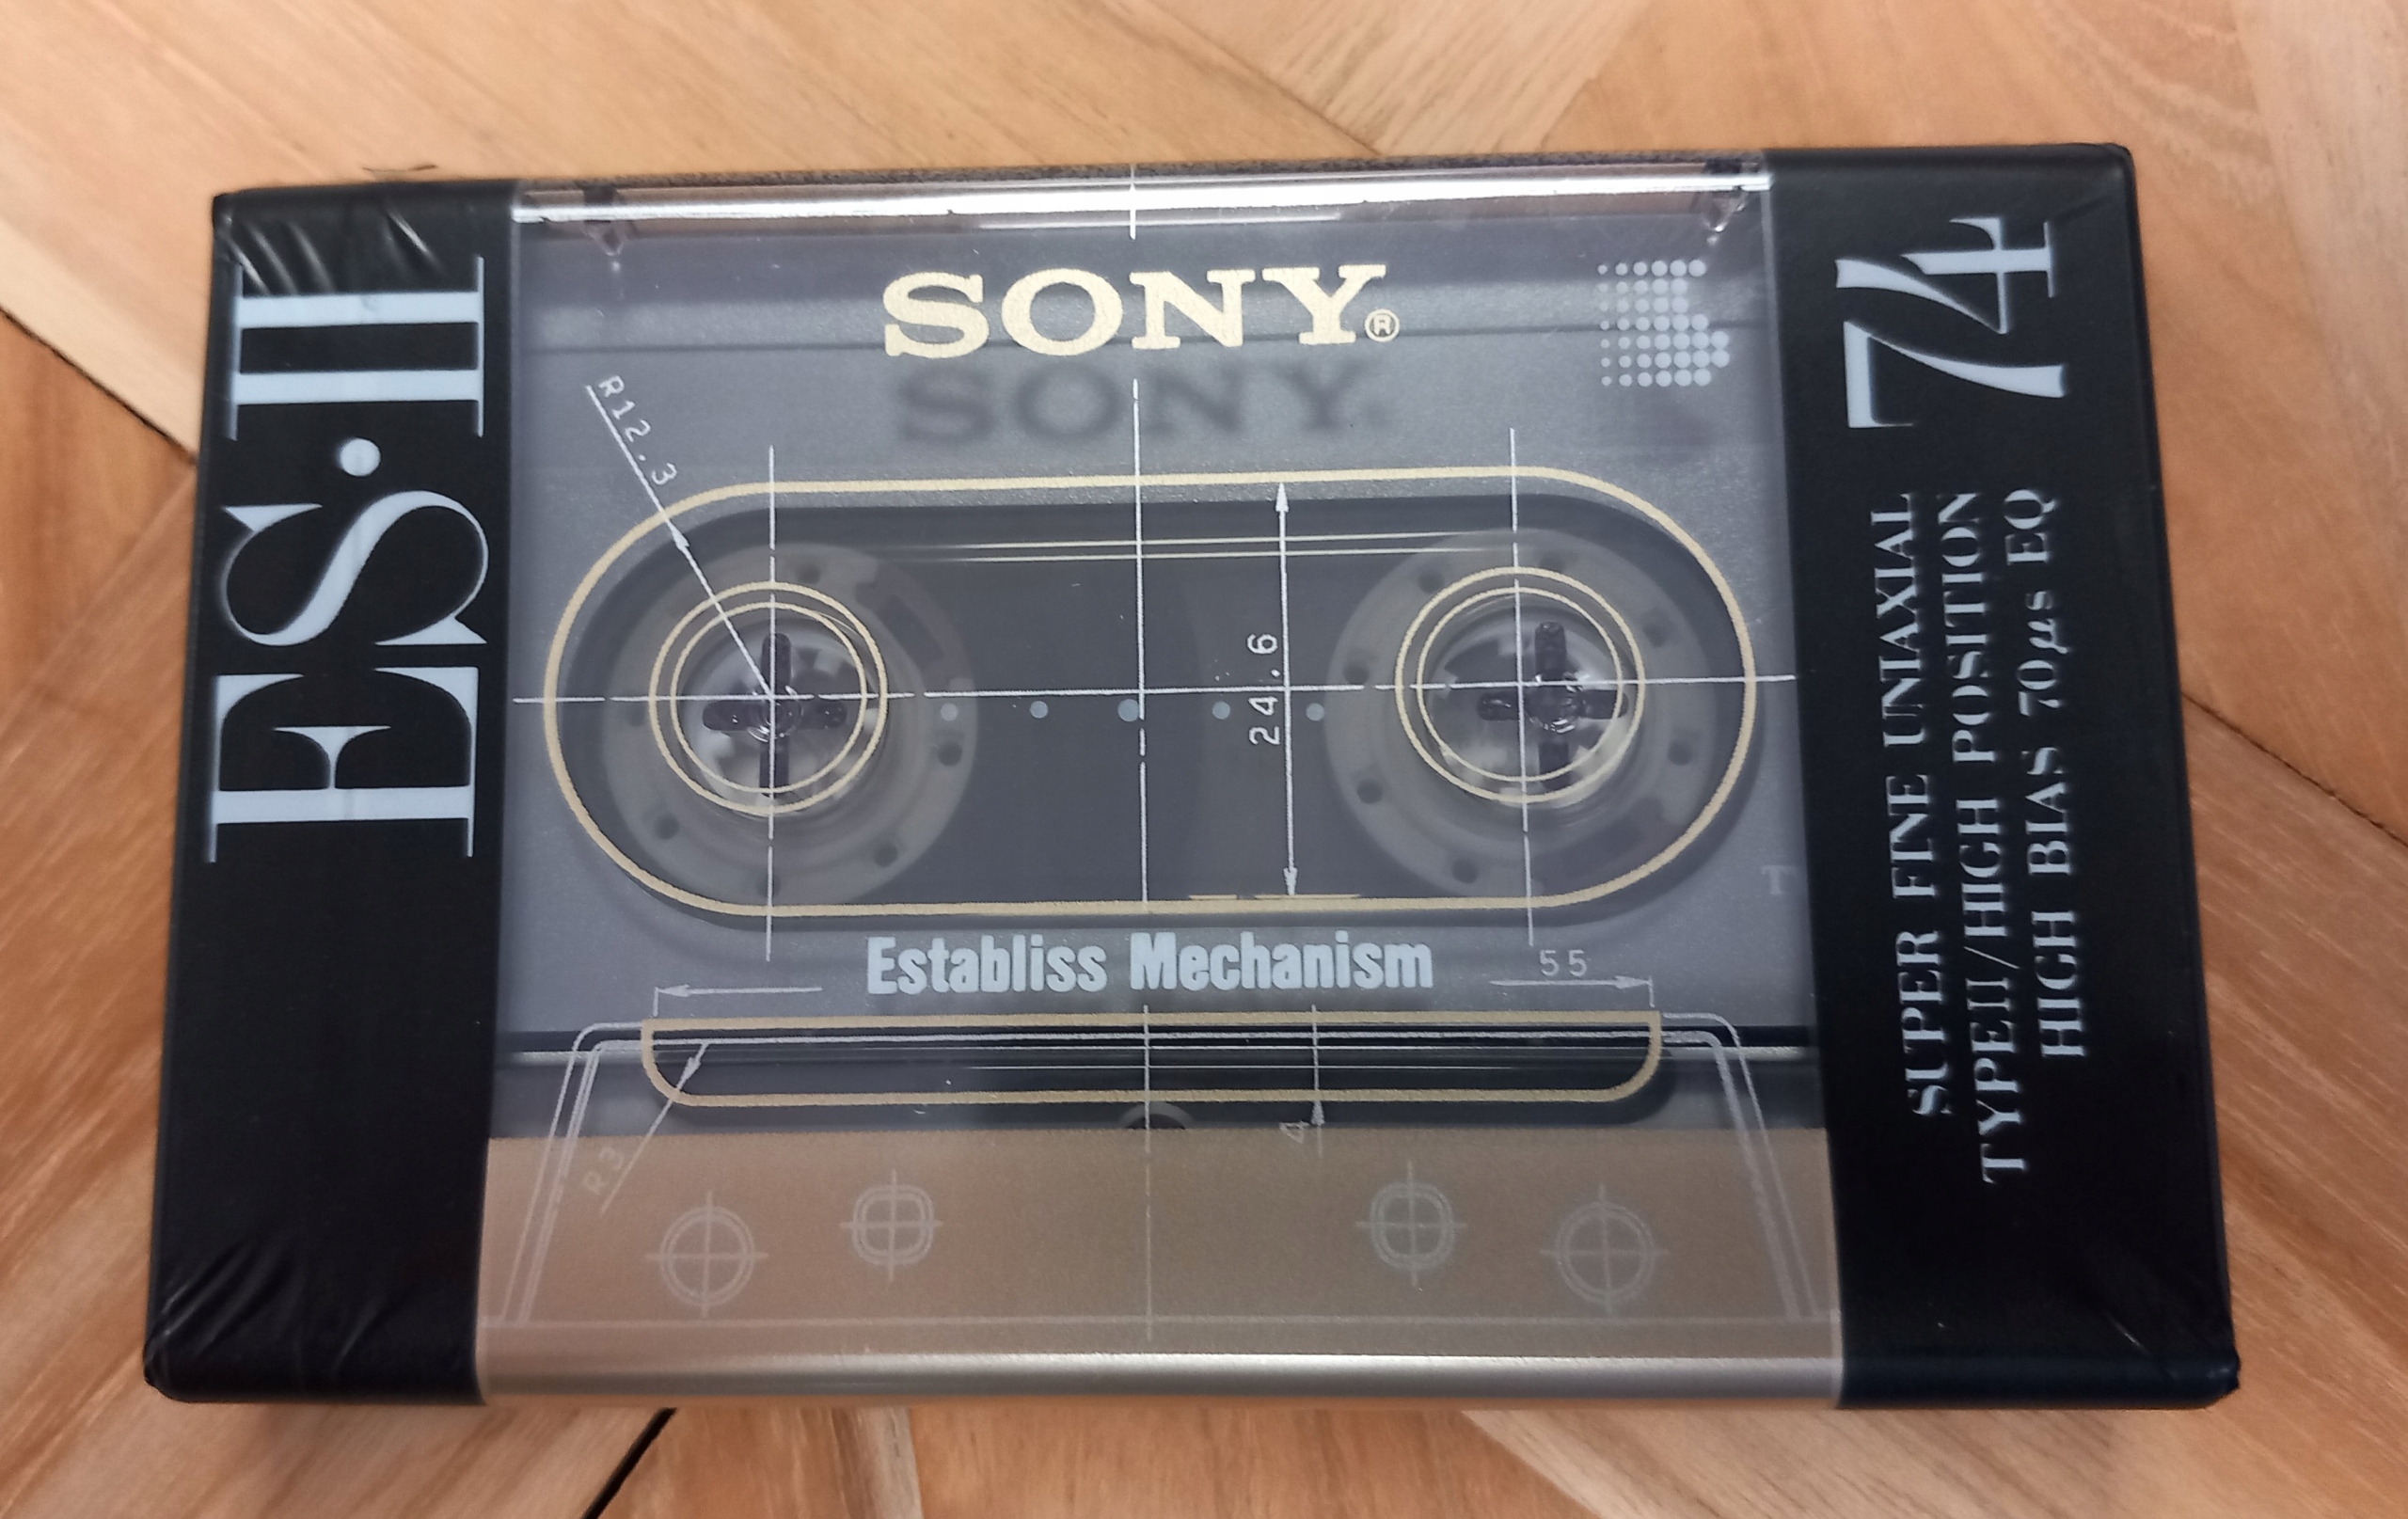 ES·II
SONY®
SONY
R12.3
24.6
Establiss Mechanism
55
R3
4
74
SUPER FINE UNIAXIAL
TYPEII/HIGH POSITION
HIGH BIAS 70µs EQ